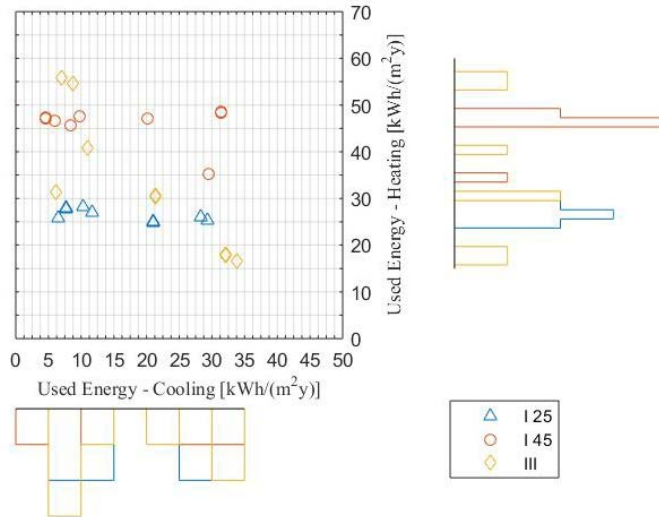 70
60
50
40
30
20
10
0
Used Energy - Heating [kWh/(m²y)]
0 5 10 15 20 25 30 35 40 45 50
Used Energy - Cooling [kWh/(m²y)]
I 25
I 45
III